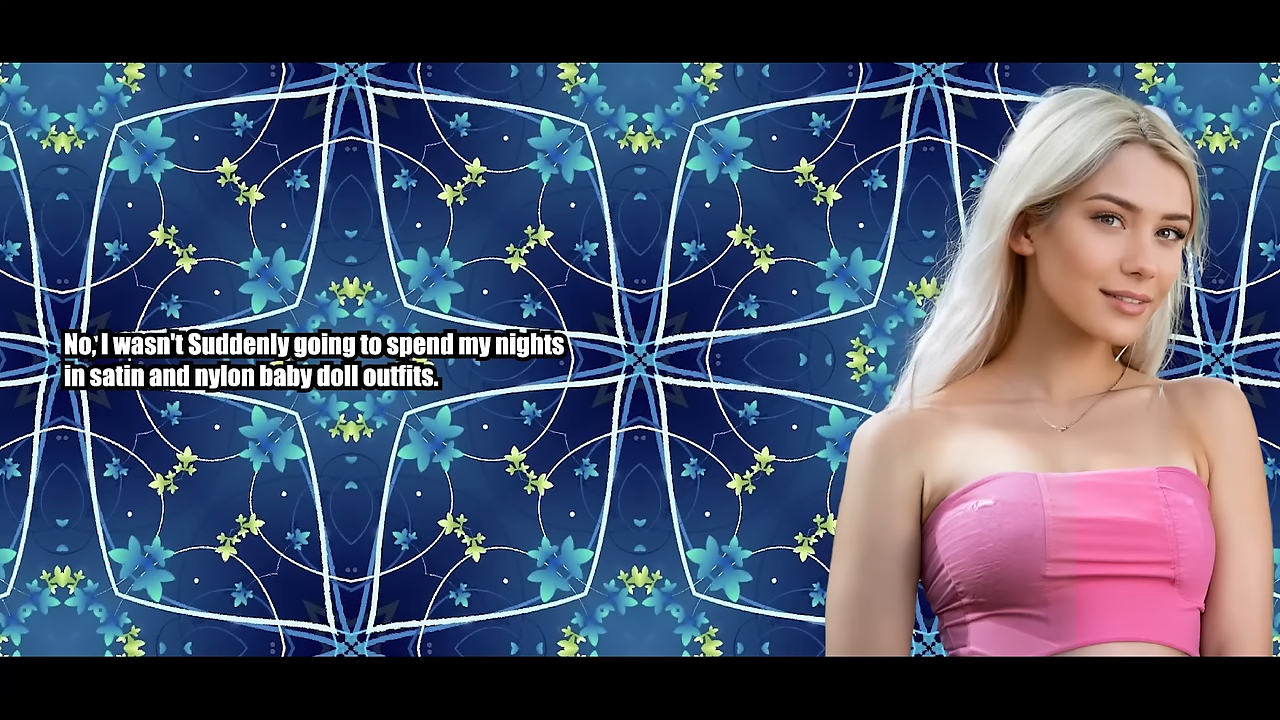 No, I wasn't Suddenly going to spend my nights
in satin and nylon baby doll outfits.